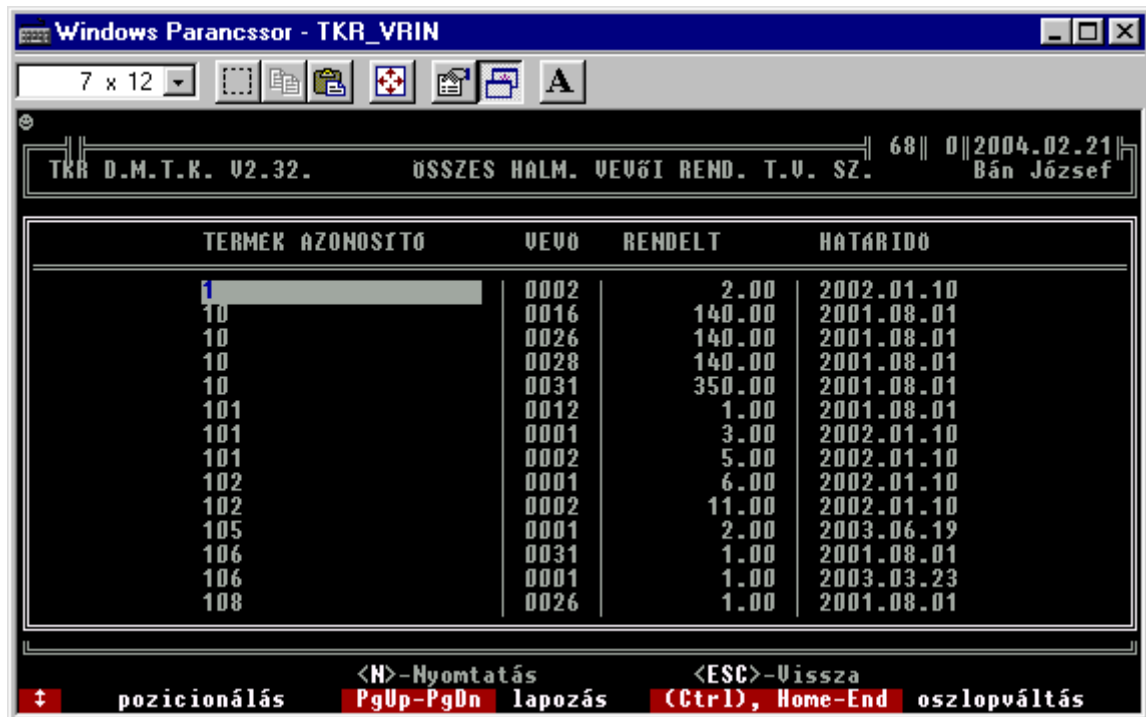 Windows Parancssor - TKR_VRIN
7 x 12 A
68 0 2004.02.21
TKR D.M.T.K. V2.32. ÖSSZES HALM. VEVőI REND. T.V. SZ. Bán József
TERMÉK AZONOSÍTÓ VEVÖ RENDELT HATÁRIDÖ
1 0002 2.00 2002.01.10
10 0016 140.00 2001.08.01
10 0026 140.00 2001.08.01
10 0028 140.00 2001.08.01
10 0031 350.00 2001.08.01
101 0012 1.00 2001.08.01
101 0001 3.00 2002.01.10
101 0002 5.00 2002.01.10
102 0001 6.00 2002.01.10
102 0002 11.00 2002.01.10
105 0001 2.00 2003.06.19
106 0031 1.00 2001.08.01
106 0001 1.00 2003.03.23
108 0026 1.00 2001.08.01
<N>-Nyomtatás <ESC>-Vissza
↕ pozicionálás PgUp-PgDn lapozás (Ctrl), Home-End oszlopváltás